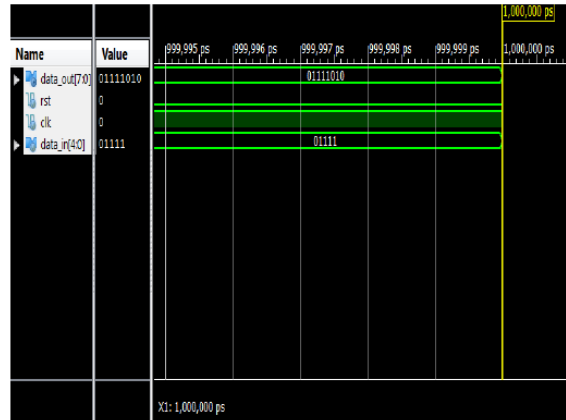 1,000,000 ps
Name Value 999,995 ps 999,996 ps 999,997 ps 999,998 ps 999,999 ps 1,000,000 ps
data_out[7:0] 01111010 01111010
rst 0
clk 0
data_in[4:0] 01111 01111
X1: 1,000,000 ps